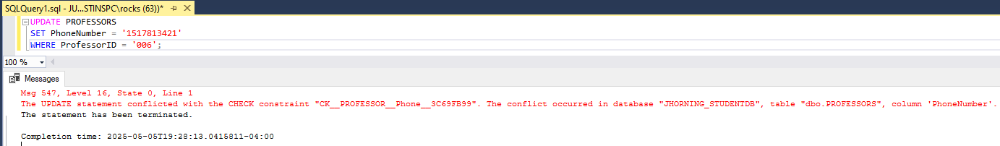 SQLQuery1.sql - JU...STINSPC\rocks (63))*
UPDATE PROFESSORS
SET PhoneNumber = '1517813421'
WHERE ProfessorID = '006';
100 %
Messages
Msg 547, Level 16, State 0, Line 1
The UPDATE statement conflicted with the CHECK constraint "CK__PROFESSOR__Phone__3C69FB99". The conflict occurred in database "JHORNING_STUDENTDB", table "dbo.PROFESSORS", column 'PhoneNumber'.
The statement has been terminated.
Completion time: 2025-05-05T19:28:13.0415811-04:00